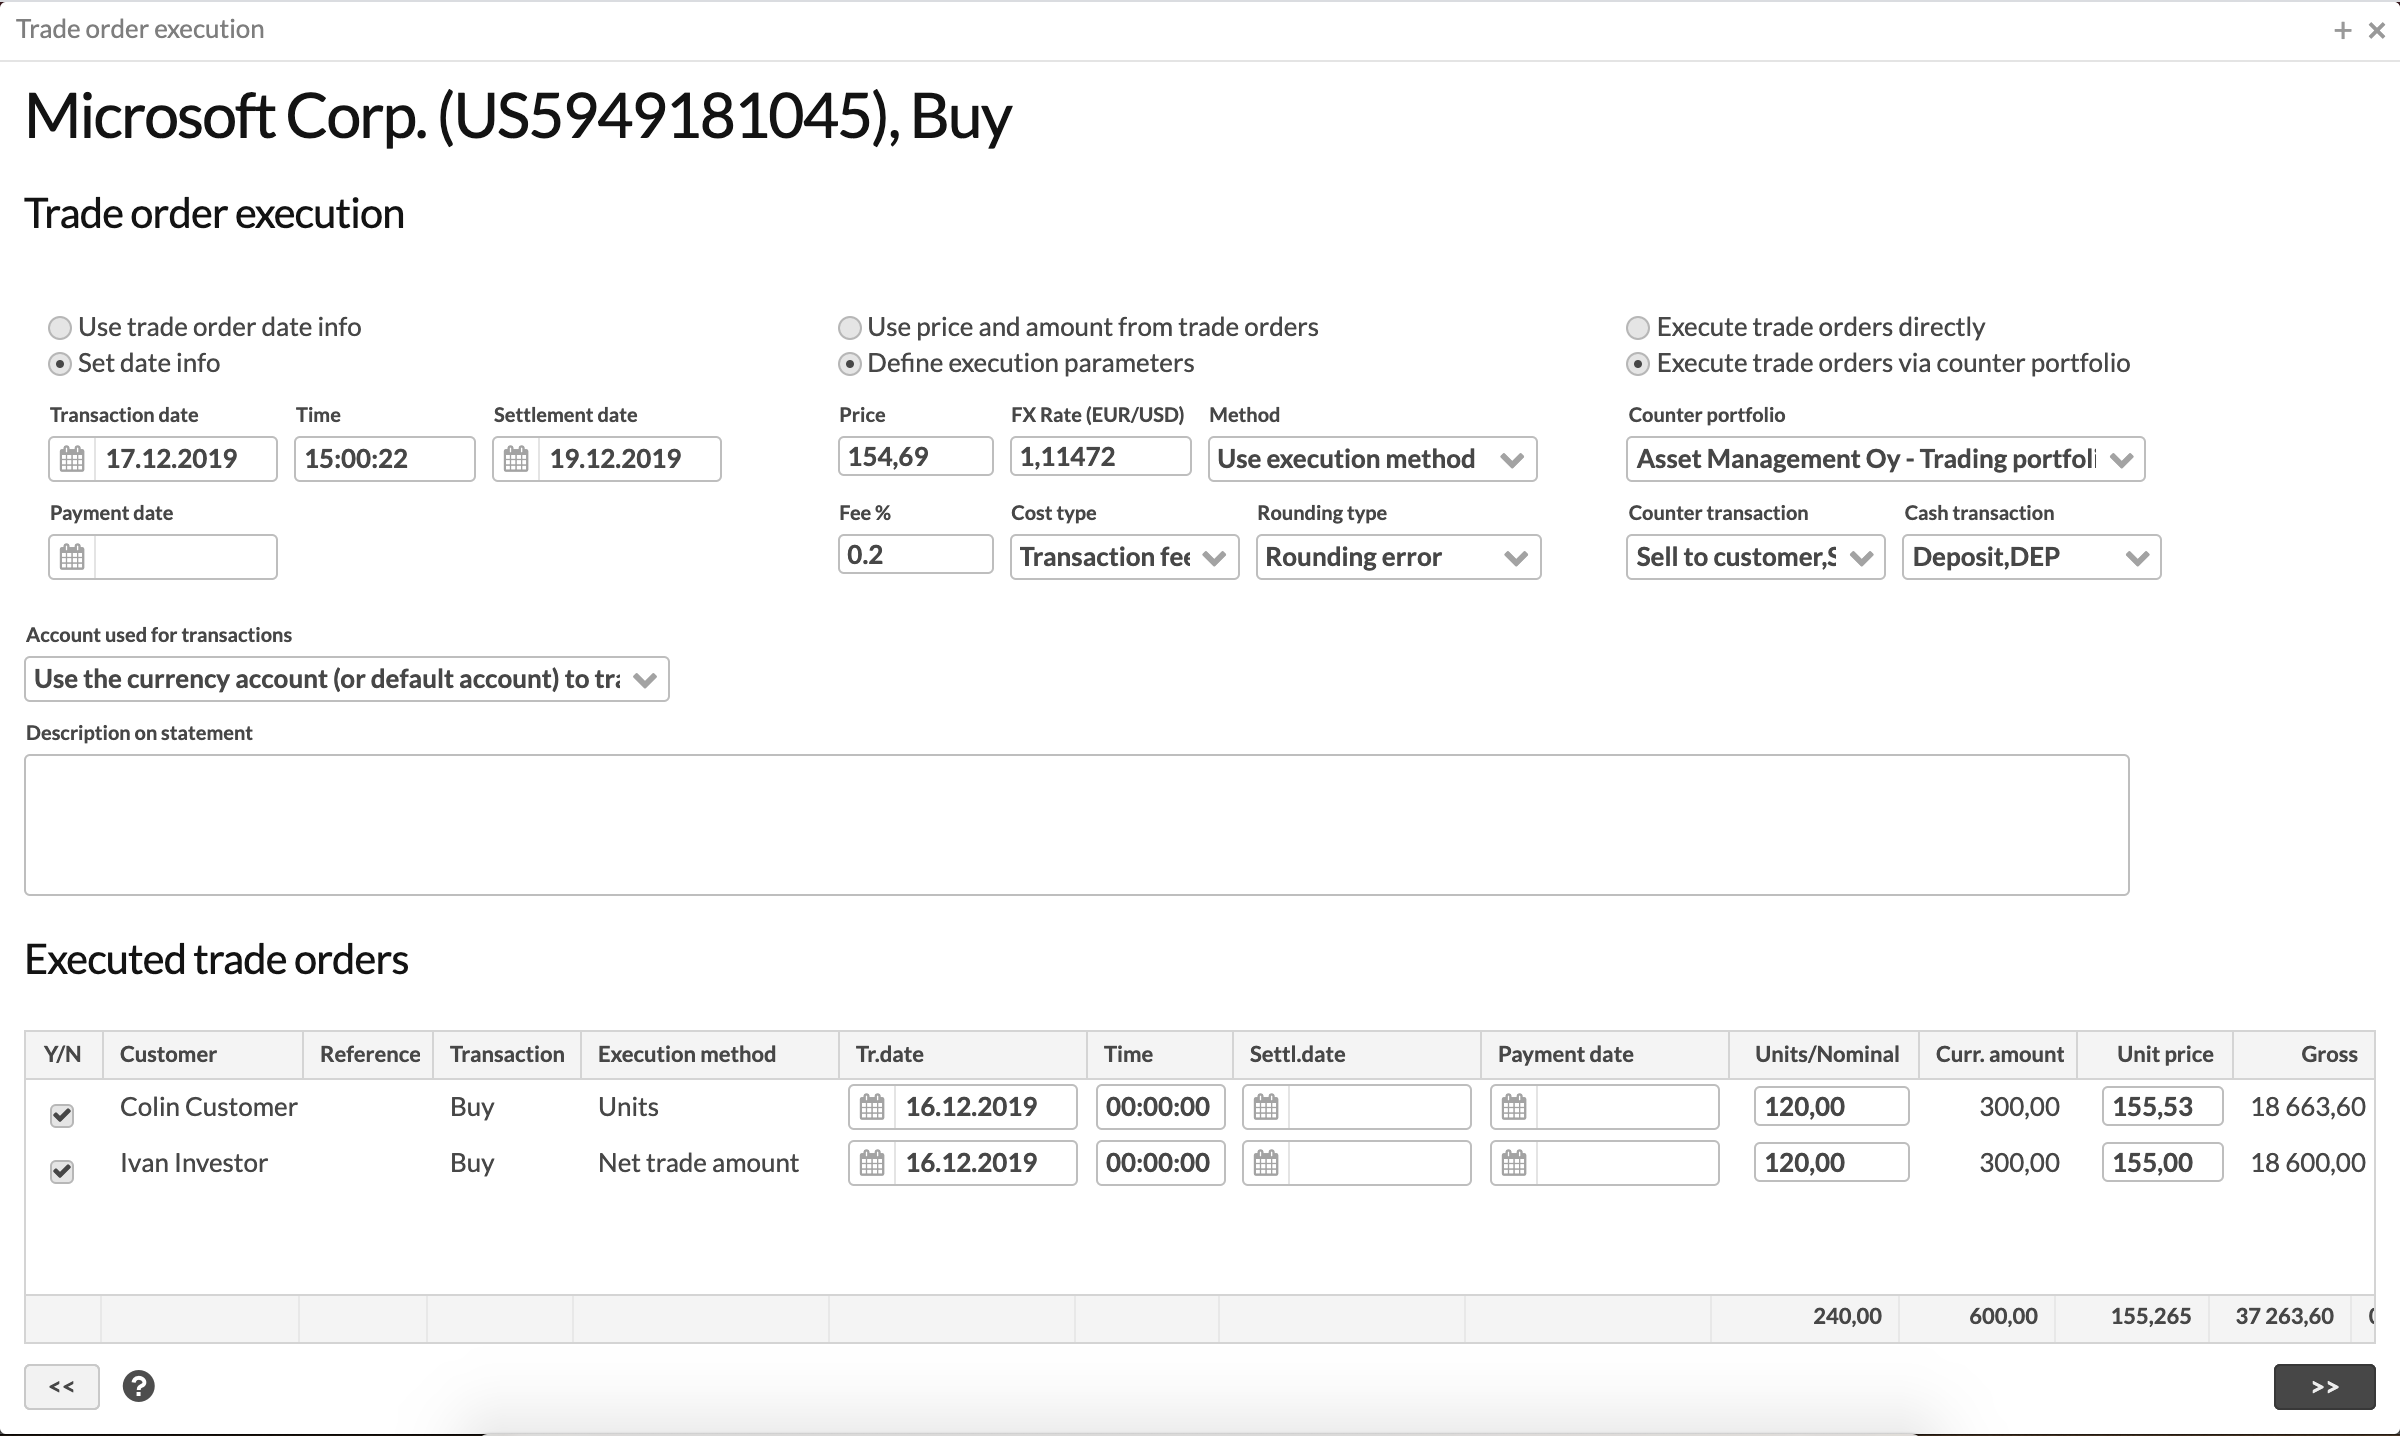 Trade order execution
Microsoft Corp. (US5949181045), Buy
Trade order execution
Use trade order date info
Set date info
Transaction date Time Settlement date
17.12.2019 15:00:22 19.12.2019
Payment date
Use price and amount from trade orders
Define execution parameters
Price FX Rate (EUR/USD) Method
154,69 1,11472 Use execution method
Fee % Cost type Rounding type
0.2 Transaction fee Rounding error
Execute trade orders directly
Execute trade orders via counter portfolio
Counter portfolio
Asset Management Oy - Trading portfoli
Counter transaction Cash transaction
Sell to customer,S Deposit,DEP
Account used for transactions
Use the currency account (or default account) to tra
Description on statement
Executed trade orders
Y/N Customer Reference Transaction Execution method Tr.date Time Settl.date Payment date Units/Nominal Curr. amount Unit price Gross
Colin Customer Buy Units 16.12.2019 00:00:00 120,00 300,00 155,53 18 663,60
Ivan Investor Buy Net trade amount 16.12.2019 00:00:00 120,00 300,00 155,00 18 600,00
240,00 600,00 155,265 37 263,60
<< ? >>